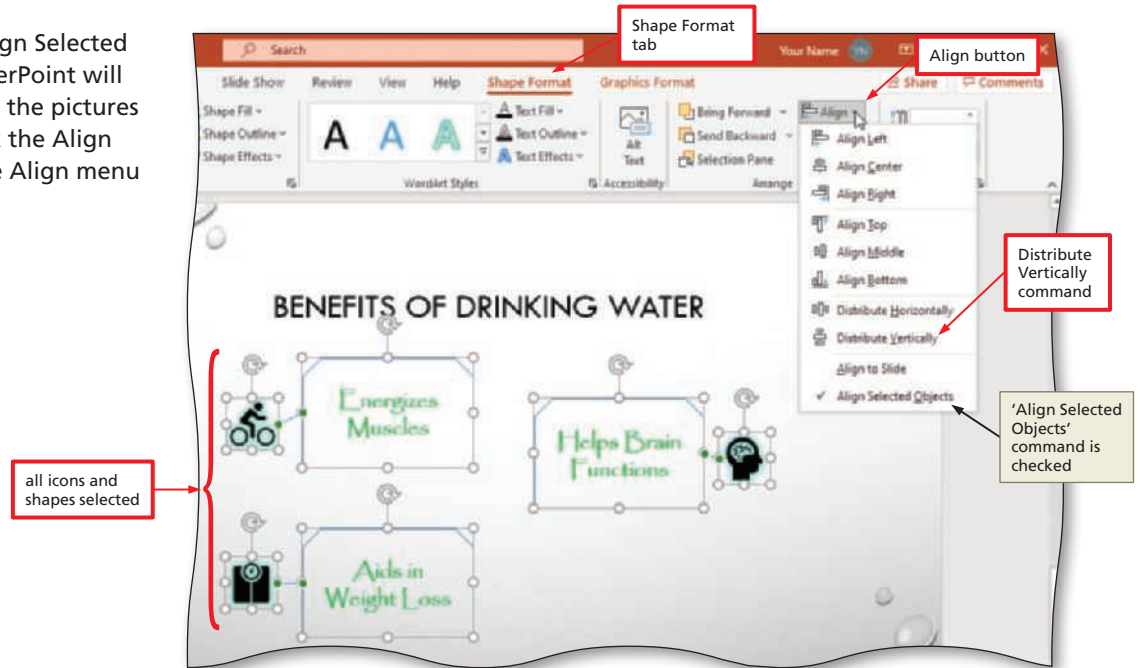 ign Selected
erPoint will
the pictures
the Align
e Align menu
Shape Format
tab
Align button
Search
Your Name
Slide Show Review View Help Shape Format Graphics Format Share Comments
Shape Fill
Shape Outline
Shape Effects
A A A
Text Fill
Text Outline
Text Effects
WordArt Styles
Alt
Text
Accessibility
Bring Forward
Send Backward
Selection Pane
Arrange
Align
Align Left
Align Center
Align Right
Align Top
Align Middle
Align Bottom
Distribute Horizontally
Distribute Vertically
Align to Slide
✓ Align Selected Objects
Distribute
Vertically
command
'Align Selected
Objects'
command is
checked
BENEFITS OF DRINKING WATER
Energizes
Muscles
Helps Brain
Functions
Aids in
Weight Loss
all icons and
shapes selected